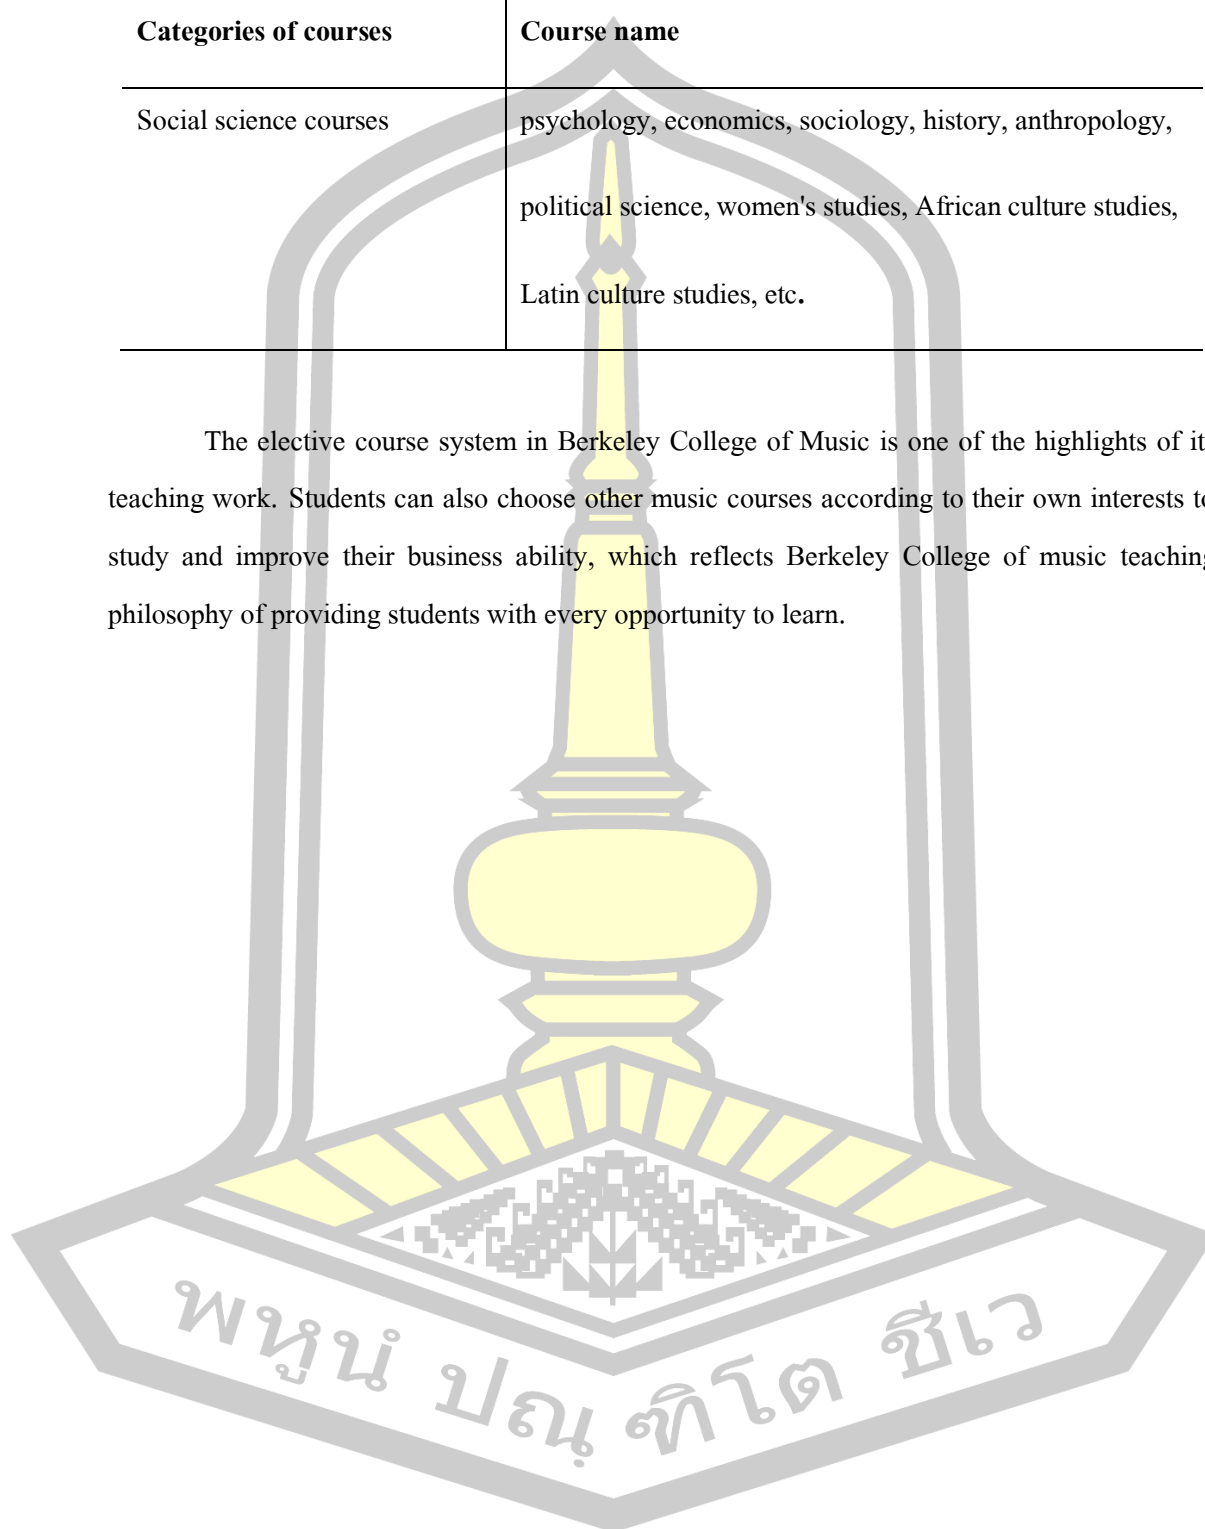 Categories of courses Course name
Social science courses psychology, economics, sociology, history, anthropology,
political science, women's studies, African culture studies,
Latin culture studies, etc.
The elective course system in Berkeley College of Music is one of the highlights of it
teaching work. Students can also choose other music courses according to their own interests to
study and improve their business ability, which reflects Berkeley College of music teaching
philosophy of providing students with every opportunity to learn.
พหูนํ ปณฺฑิโต ชีเว